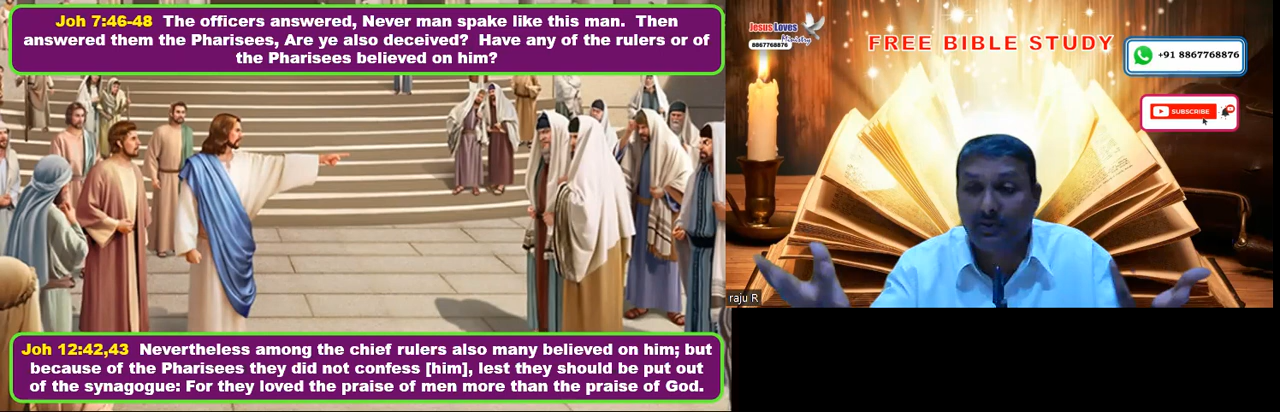 Joh 7:46-48  The officers answered, Never man spake like this man.  Then
answered them the Pharisees, Are ye also deceived?  Have any of the rulers or of
the Pharisees believed on him?
Jesus Loves
Ministry
8867768876
FREE BIBLE STUDY
+91 8867768876
SUBSCRIBE
raju R
Joh 12:42,43  Nevertheless among the chief rulers also many believed on him; but
because of the Pharisees they did not confess [him], lest they should be put out
of the synagogue: For they loved the praise of men more than the praise of God.